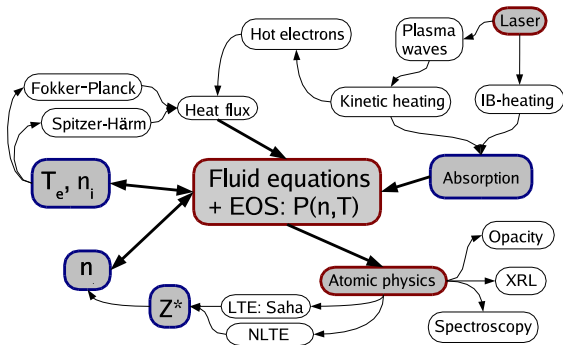 Laser
Hot electrons
Plasma
waves
Fokker-Planck
Heat flux
Kinetic heating
IB-heating
Spitzer-Härm
Tₑ, nᵢ
Fluid equations
+ EOS: P(n,T)
Absorption
n
Z*
LTE: Saha
NLTE
Atomic physics
Opacity
XRL
Spectroscopy